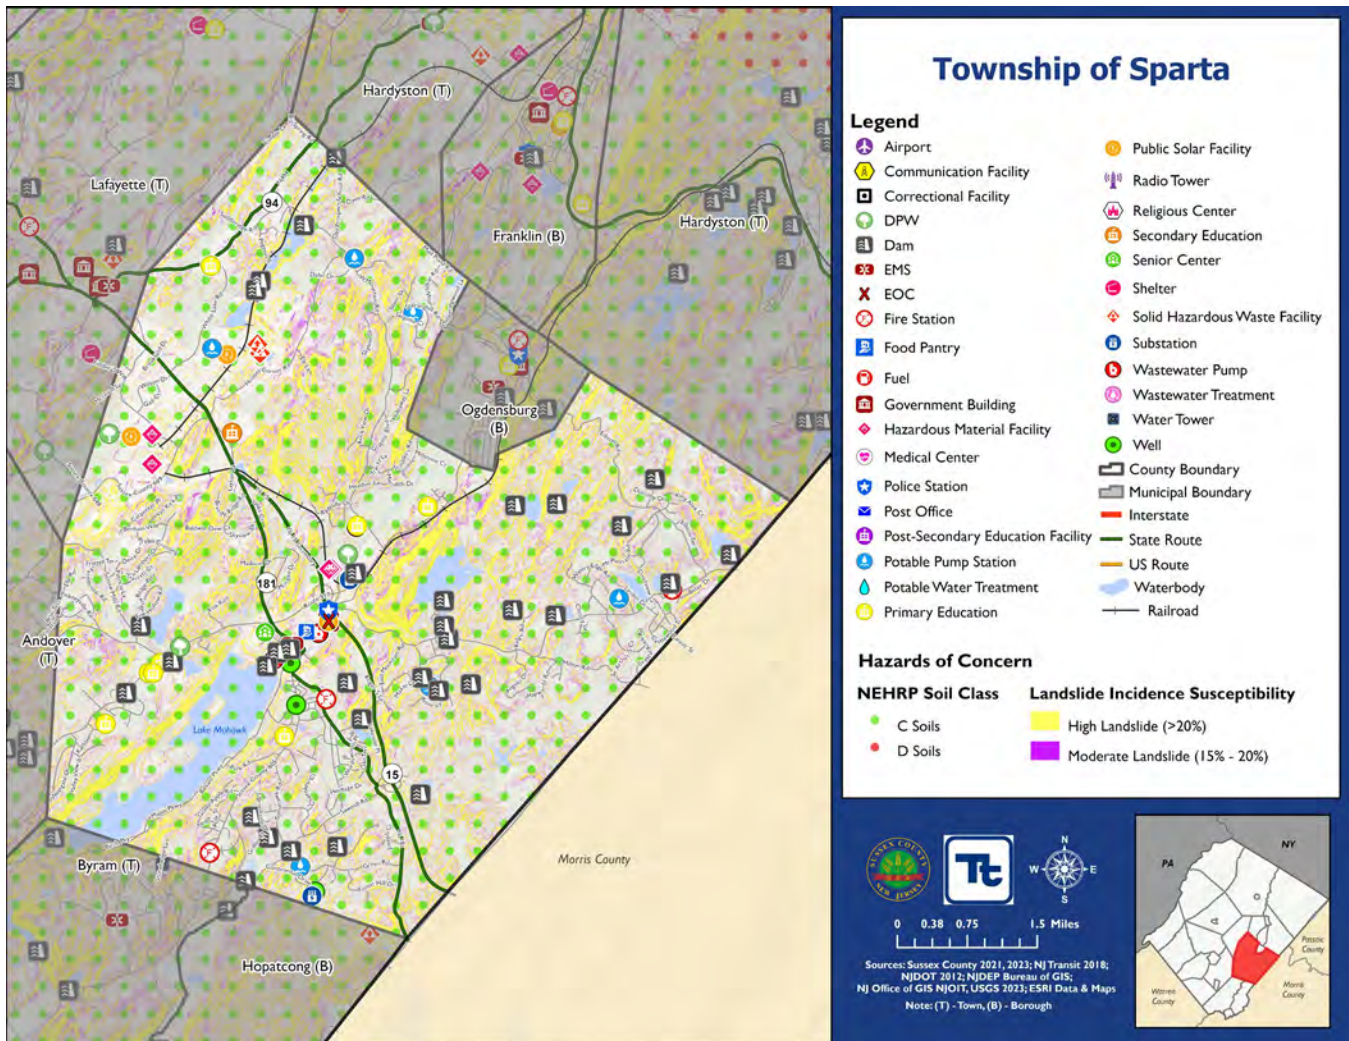 Township of Sparta
Legend
Airport
Communication Facility
Correctional Facility
DPW
Dam
EMS
EOC
Fire Station
Food Pantry
Fuel
Government Building
Hazardous Material Facility
Medical Center
Police Station
Post Office
Post-Secondary Education Facility
Potable Pump Station
Potable Water Treatment
Primary Education
Public Solar Facility
Radio Tower
Religious Center
Secondary Education
Senior Center
Shelter
Solid Hazardous Waste Facility
Substation
Wastewater Pump
Wastewater Treatment
Water Tower
Well
County Boundary
Municipal Boundary
Interstate
State Route
US Route
Waterbody
Railroad
Hazards of Concern
NEHRP Soil Class
C Soils
D Soils
Landslide Incidence Susceptibility
High Landslide (>20%)
Moderate Landslide (15% - 20%)
Hardyston (T)
Lafayette (T)
94
Franklin (B)
Hardyston (T)
Ogdensburg
(B)
181
Andover
(T)
Lake Mohawk
15
Byram (T)
Morris County
Hopatcong (B)
SUSSEX COUNTY
NEW JERSEY
Tt
N
W
E
S
0 0.38 0.75 1.5 Miles
Sources: Sussex County 2021, 2023; NJ Transit 2018;
NJDOT 2012; NJDEP Bureau of GIS;
NJ Office of GIS NJOIT, USGS 2023; ESRI Data & Maps
Note: (T) - Town, (B) - Borough
PA
NY
Passaic
County
Morris
County
Warren
County